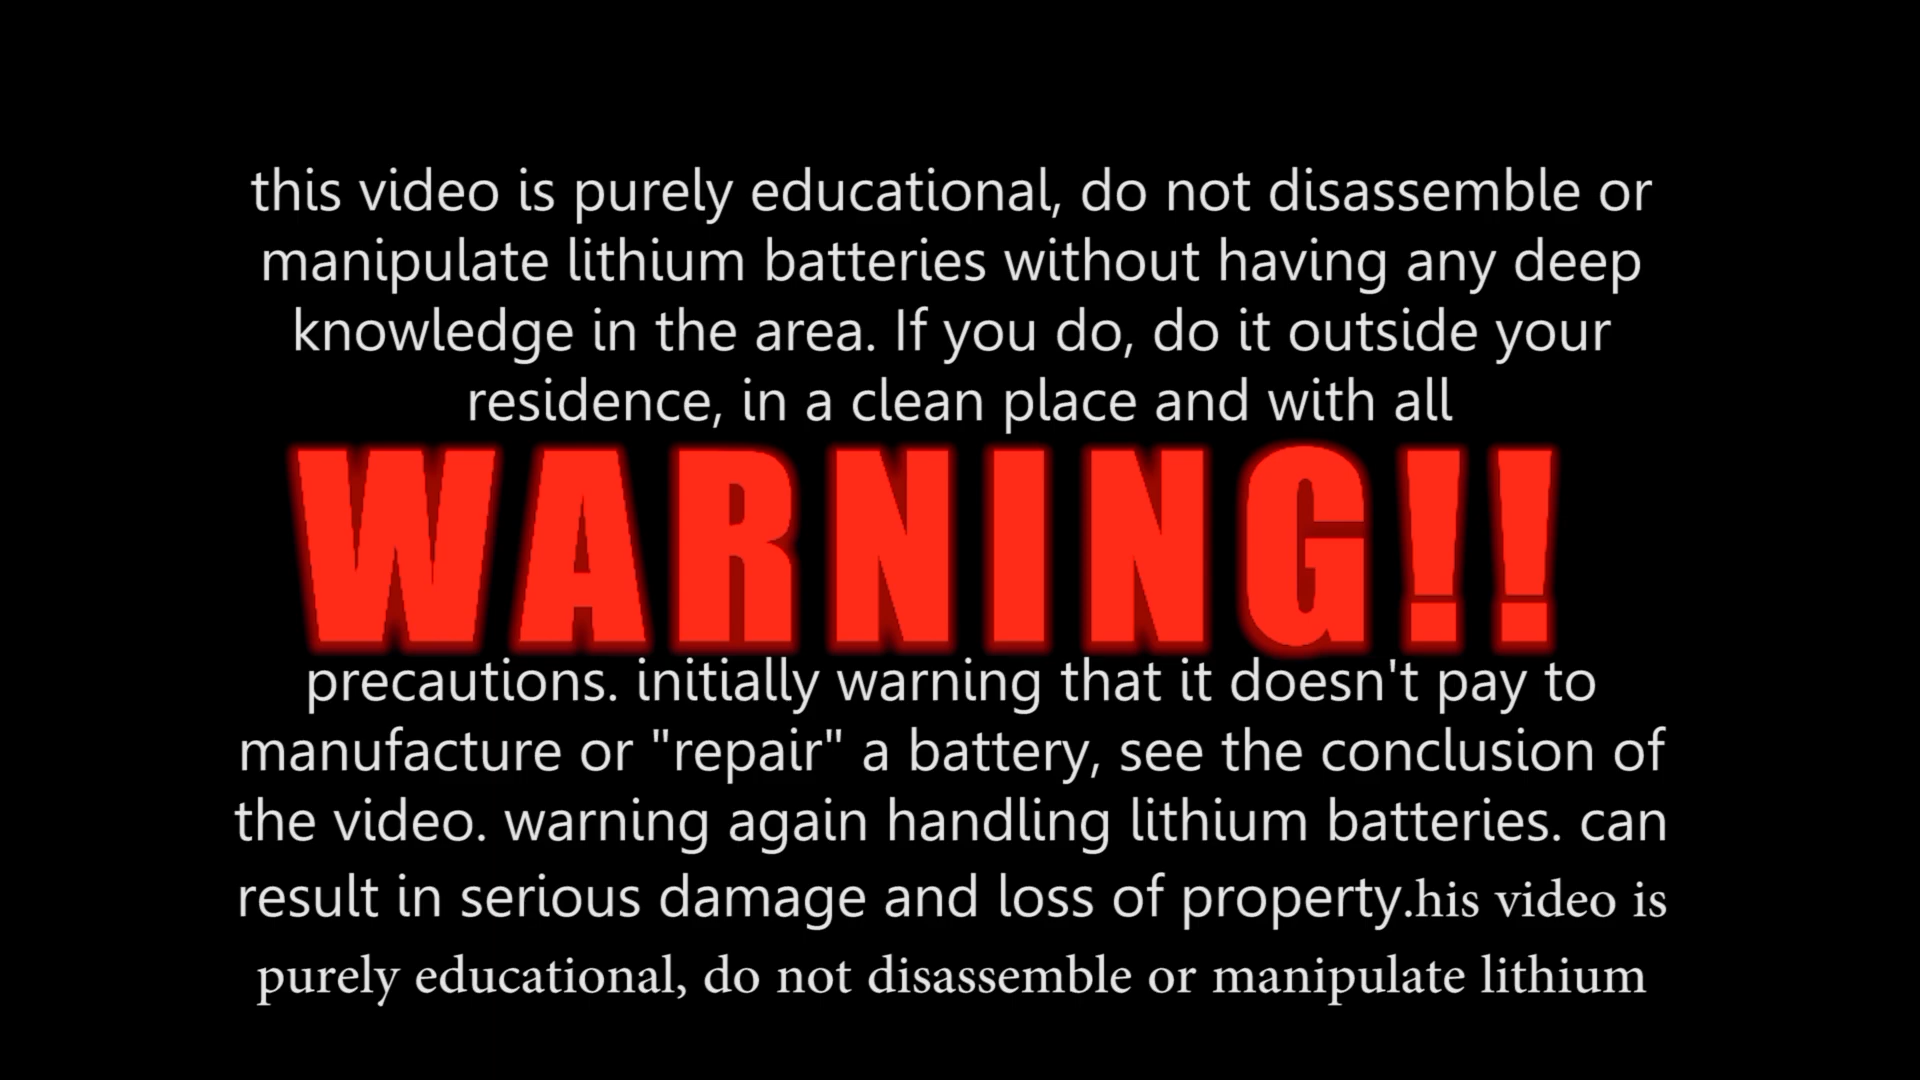 this video is purely educational, do not disassemble or
manipulate lithium batteries without having any deep
knowledge in the area. If you do, do it outside your
residence, in a clean place and with all
WARNING!!
precautions. initially warning that it doesn't pay to
manufacture or "repair" a battery, see the conclusion of
the video. warning again handling lithium batteries. can
result in serious damage and loss of property.his video is
purely educational, do not disassemble or manipulate lithium